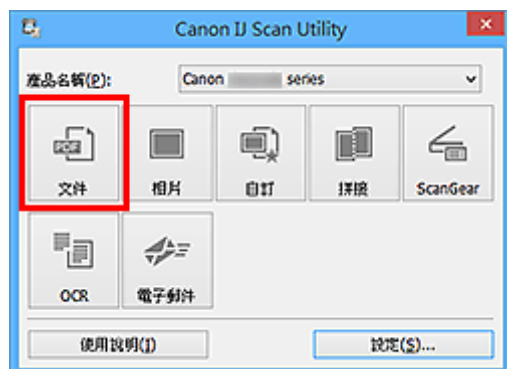 Canon IJ Scan Utility
產品名稱(P):
Canon series
PDF
文件
相片
自訂
拼接
ScanGear
OCR
電子郵件
使用說明(I)
設定(S)...